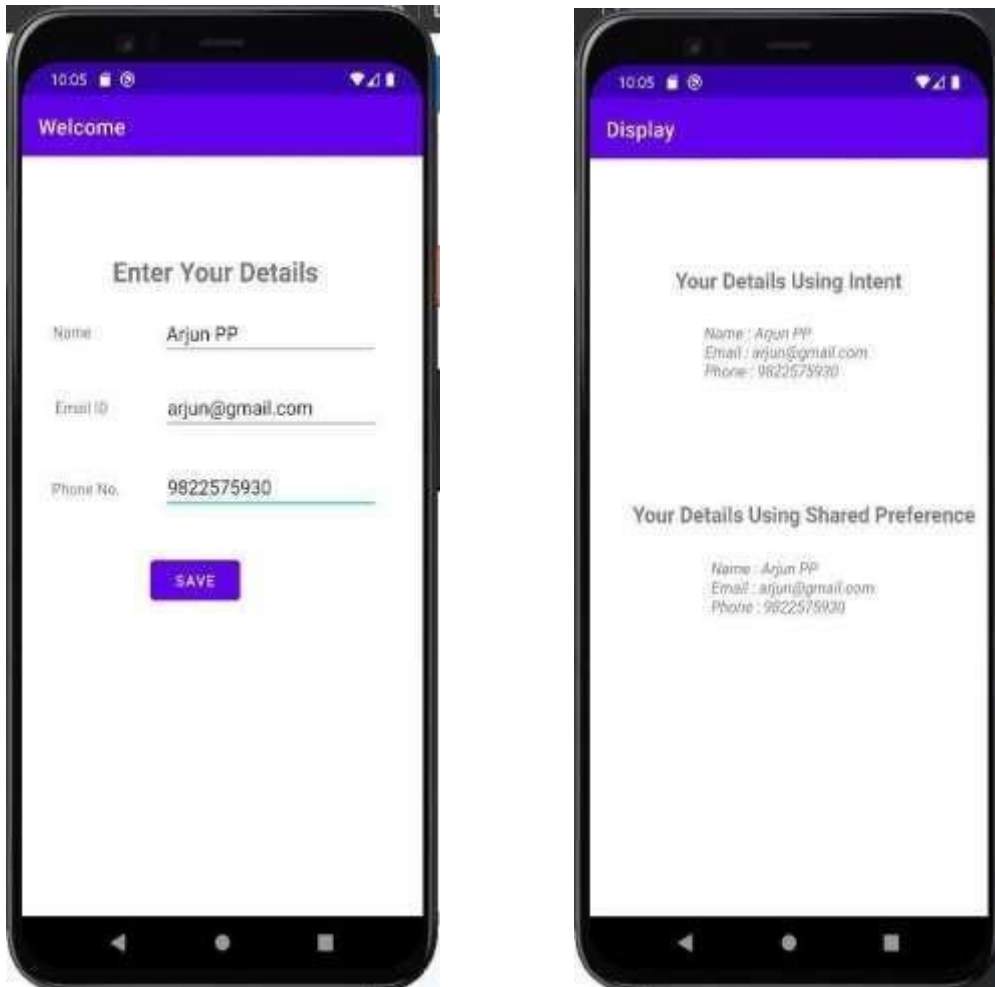 10:05
Welcome
Enter Your Details
Name
Arjun PP
Email ID
arjun@gmail.com
Phone No.
9822575930
SAVE
10:05
Display
Your Details Using Intent
Name : Arjun PP
Email : arjun@gmail.com
Phone : 9822575930
Your Details Using Shared Preference
Name : Arjun PP
Email : arjun@gmail.com
Phone : 9822575930